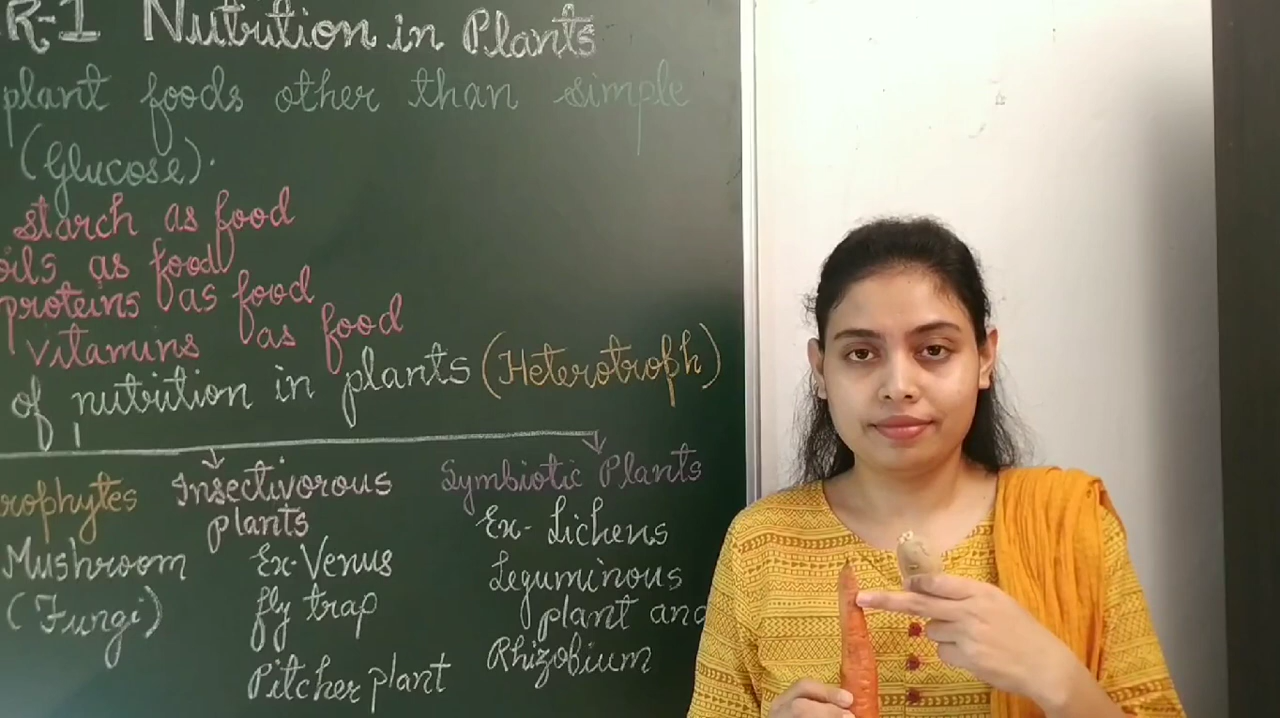 R-1 Nutrition in Plants
plant foods other than simple
(Glucose).
starch as food
oils as food
proteins as food
vitamins as food
of nutrition in plants (Heterotroph)
rophytes Insectivorous Symbiotic Plants
plants
Mushroom Ex-Venus Ex- Lichens
(Fungi) fly trap Leguminous
plant and
Pitcher plant Rhizobium